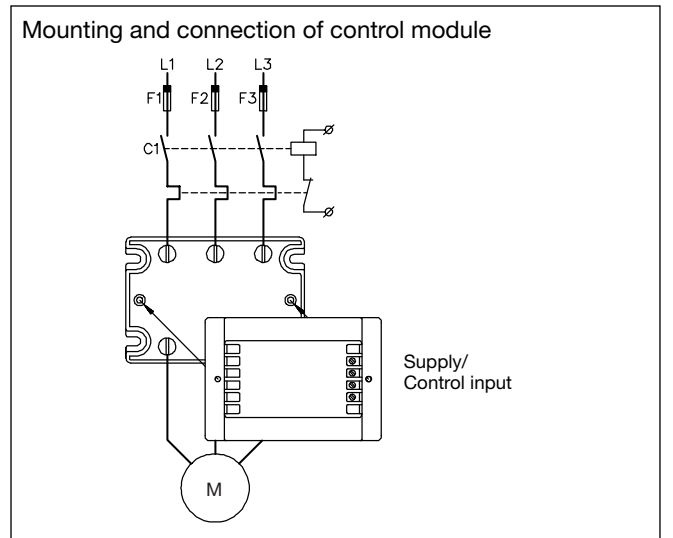 Mounting and connection of control module
L1 L2 L3
F1 F2 F3
C1
Supply/
Control input
M